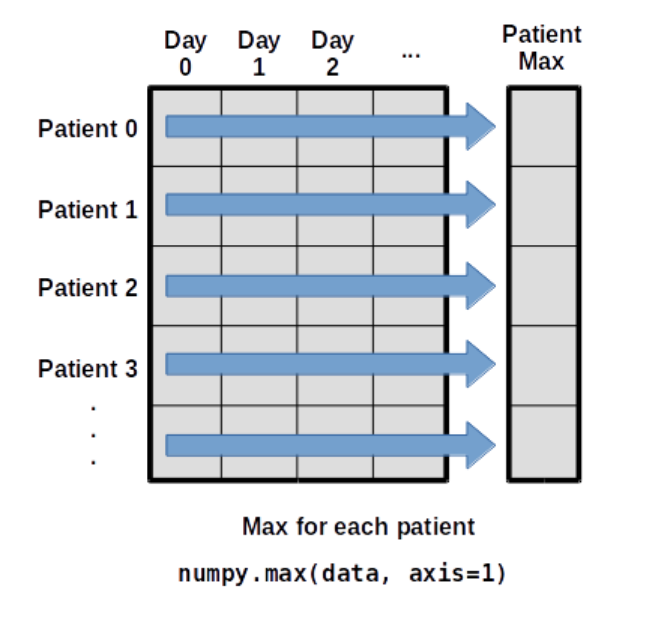 Day Day Day ... Patient
0 1 2 Max
Patient 0
Patient 1
Patient 2
Patient 3
.
.
.
Max for each patient
numpy.max(data, axis=1)